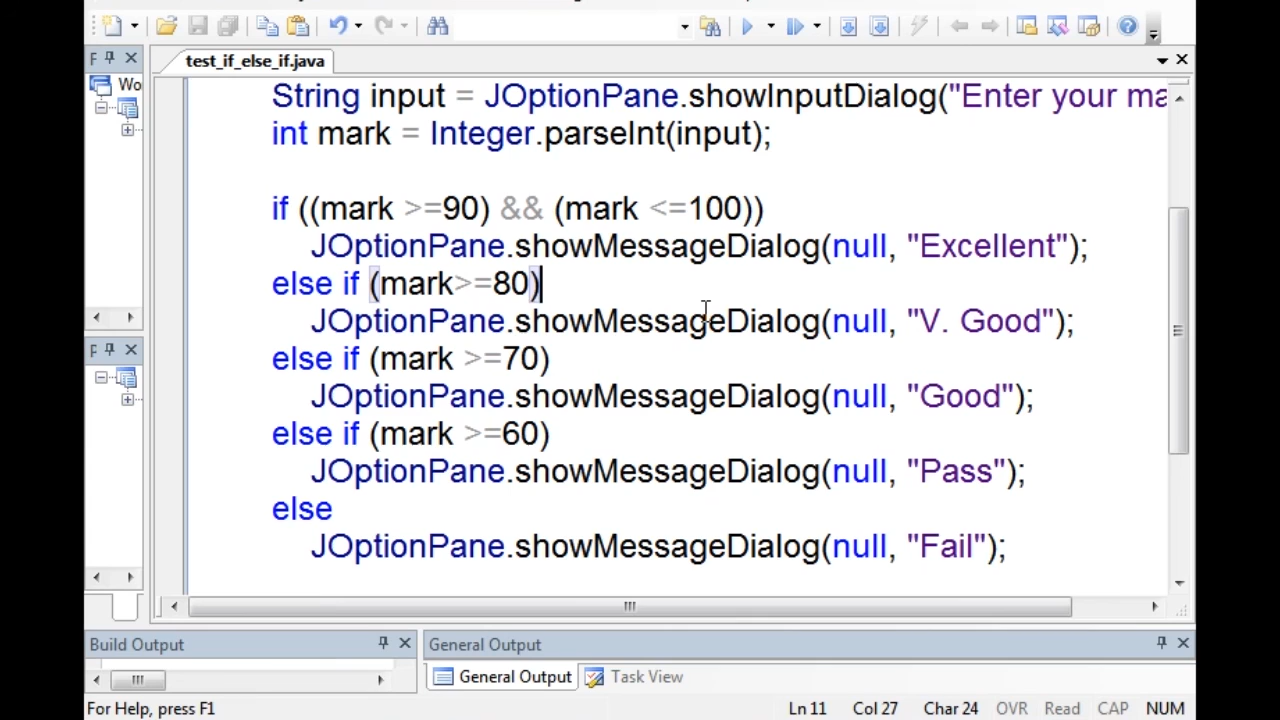 test_if_else_if.java
F
Wo
String input = JOptionPane.showInputDialog("Enter your ma
int mark = Integer.parseInt(input);
if ((mark >=90) && (mark <=100))
JOptionPane.showMessageDialog(null, "Excellent");
else if (mark>=80)
JOptionPane.showMessageDialog(null, "V. Good");
else if (mark >=70)
JOptionPane.showMessageDialog(null, "Good");
else if (mark >=60)
JOptionPane.showMessageDialog(null, "Pass");
else
JOptionPane.showMessageDialog(null, "Fail");
Build Output
General Output
General Output Task View
For Help, press F1
Ln 11 Col 27 Char 24 OVR Read CAP NUM